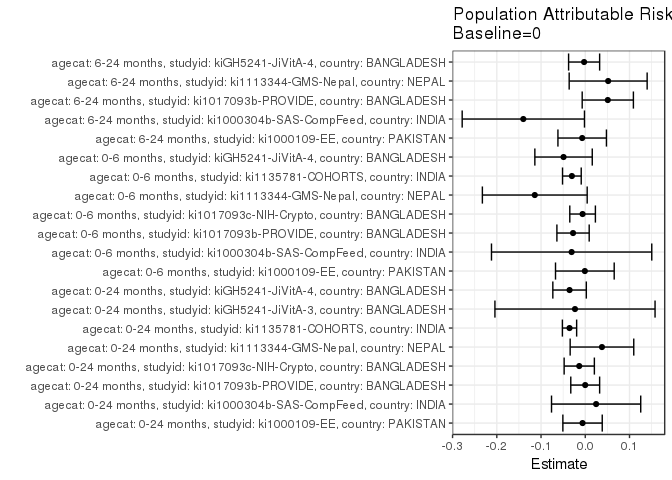 Population Attributable Risk
Baseline=0
agecat: 6-24 months, studyid: kiGH5241-JiVitA-4, country: BANGLADESH
agecat: 6-24 months, studyid: ki1113344-GMS-Nepal, country: NEPAL
agecat: 6-24 months, studyid: ki1017093b-PROVIDE, country: BANGLADESH
agecat: 6-24 months, studyid: ki1000304b-SAS-CompFeed, country: INDIA
agecat: 6-24 months, studyid: ki1000109-EE, country: PAKISTAN
agecat: 0-6 months, studyid: kiGH5241-JiVitA-4, country: BANGLADESH
agecat: 0-6 months, studyid: ki1135781-COHORTS, country: INDIA
agecat: 0-6 months, studyid: ki1113344-GMS-Nepal, country: NEPAL
agecat: 0-6 months, studyid: ki1017093c-NIH-Crypto, country: BANGLADESH
agecat: 0-6 months, studyid: ki1017093b-PROVIDE, country: BANGLADESH
agecat: 0-6 months, studyid: ki1000304b-SAS-CompFeed, country: INDIA
agecat: 0-6 months, studyid: ki1000109-EE, country: PAKISTAN
agecat: 0-24 months, studyid: kiGH5241-JiVitA-4, country: BANGLADESH
agecat: 0-24 months, studyid: kiGH5241-JiVitA-3, country: BANGLADESH
agecat: 0-24 months, studyid: ki1135781-COHORTS, country: INDIA
agecat: 0-24 months, studyid: ki1113344-GMS-Nepal, country: NEPAL
agecat: 0-24 months, studyid: ki1017093c-NIH-Crypto, country: BANGLADESH
agecat: 0-24 months, studyid: ki1017093b-PROVIDE, country: BANGLADESH
agecat: 0-24 months, studyid: ki1000304b-SAS-CompFeed, country: INDIA
agecat: 0-24 months, studyid: ki1000109-EE, country: PAKISTAN
-0.3 -0.2 -0.1 0.0 0.1
Estimate